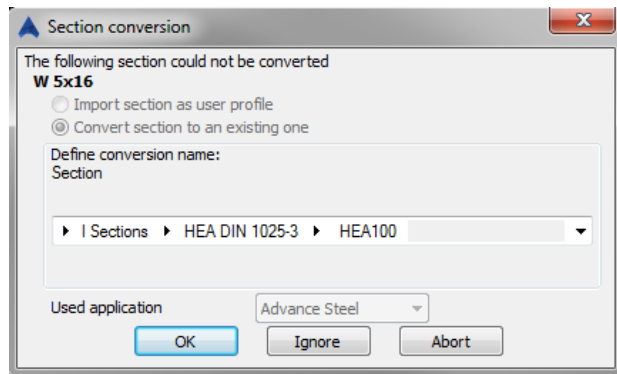 Section conversion
The following section could not be converted
W 5x16
Import section as user profile
Convert section to an existing one
Define conversion name:
Section
I Sections HEA DIN 1025-3 HEA100
Used application Advance Steel
OK Ignore Abort